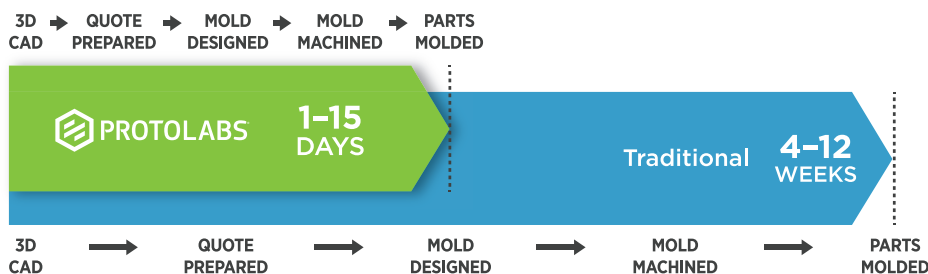 3D CAD
QUOTE PREPARED
MOLD DESIGNED
MOLD MACHINED
PARTS MOLDED
PROTOLABS
1–15
DAYS
Traditional
4–12
WEEKS
3D CAD
QUOTE PREPARED
MOLD DESIGNED
MOLD MACHINED
PARTS MOLDED